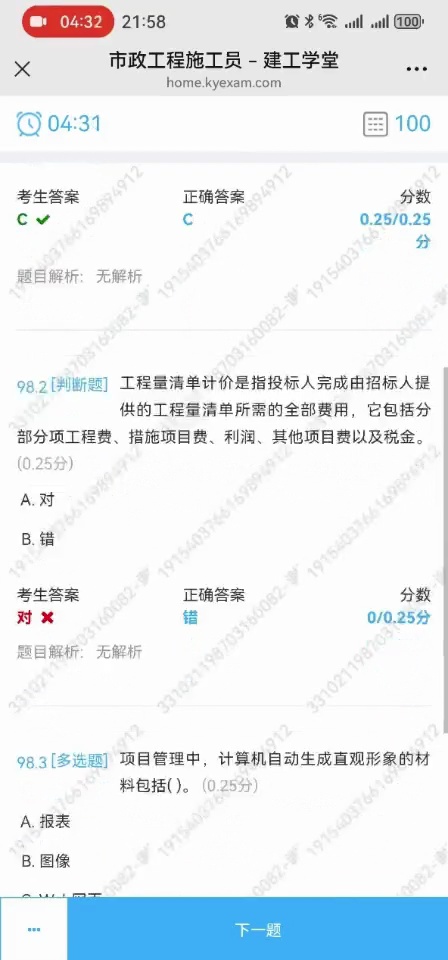 04:32 21:58 100
市政工程施工员 - 建工学堂
home.kyexam.com
04:31 100
考生答案 正确答案 分数
C C 0.25/0.25
分
题目解析: 无解析
98.2 [判断题] 工程量清单计价是指投标人完成由招标人提
供的工程量清单所需的全部费用，它包括分
部分项工程费、措施项目费、利润、其他项目费以及税金。
(0.25分)
A. 对
B. 错
考生答案 正确答案 分数
对 错 0/0.25分
题目解析: 无解析
98.3 [多选题] 项目管理中，计算机自动生成直观形象的材
料包括( )。 (0.25分)
A. 报表
B. 图像
下一题